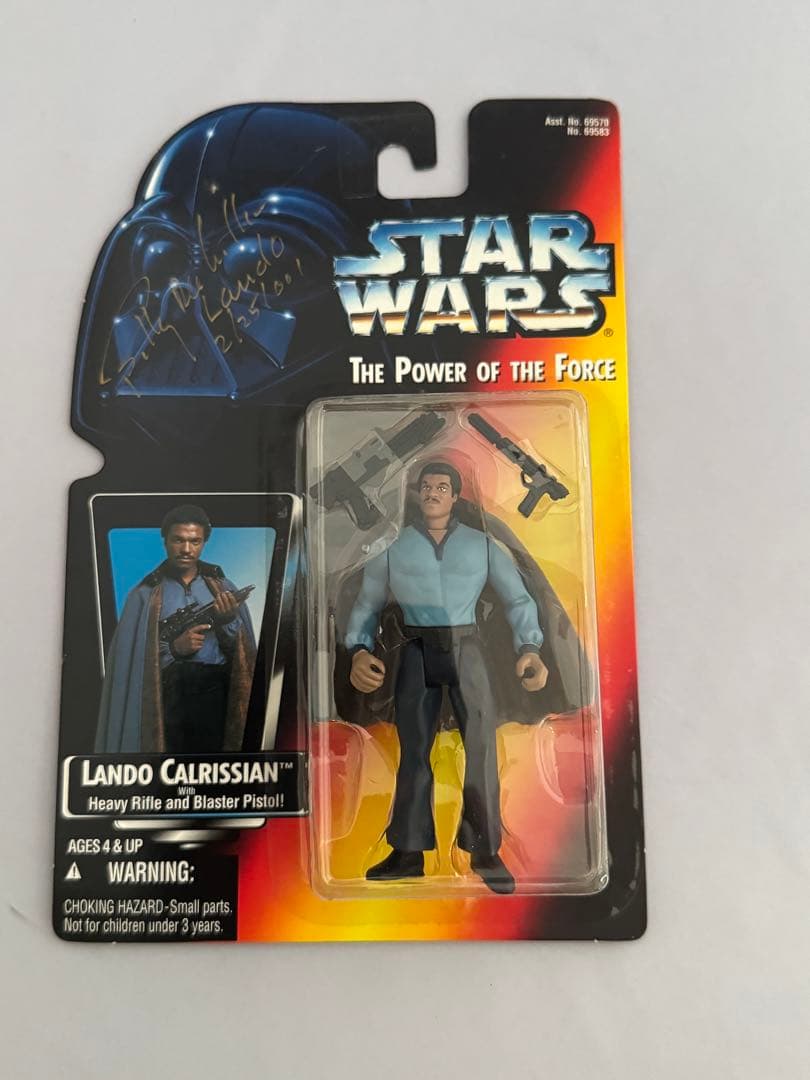 Asst. No. 69570
No. 69583
STAR
WARS®
THE POWER OF THE FORCE
Lando
LANDO CALRISSIAN™
With
Heavy Rifle and Blaster Pistol!
AGES 4 & UP
WARNING:
CHOKING HAZARD-Small parts.
Not for children under 3 years.